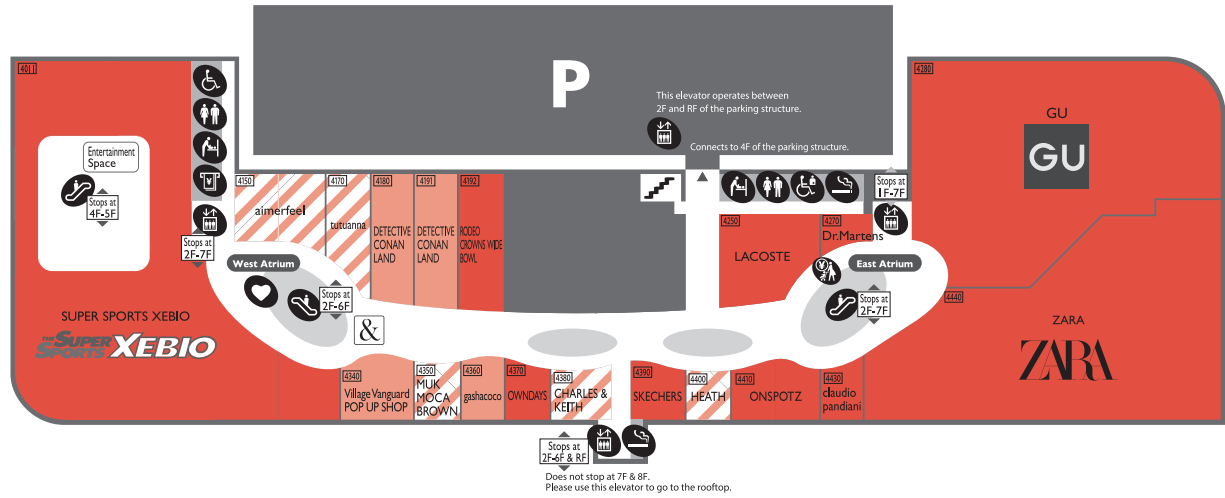 P
This elevator operates between
2F and RF of the parking structure.
Connects to 4F of the parking structure.
4011
Entertainment
Space
Stops at
4F-5F
SUPER SPORTS XEBIO
THE SUPER
SPORTS XEBIO
Stops at
2F-7F
4150
aimerfeel
4170
tutuanna
4180
DETECTIVE
CONAN
LAND
4191
DETECTIVE
CONAN
LAND
4192
RODEO
CROWNS WIDE
BOWL
West Atrium
Stops at
2F-6F
&
4250
LACOSTE
4270
Dr.Martens
Stops at
1F-7F
East Atrium
Stops at
2F-7F
4280
GU
GU
4440
ZARA
ZARA
4340
Village Vanguard
POP UP SHOP
4350
MUK
MOCA
BROWN
4360
gashacoco
4370
OWNDAYS
4380
CHARLES &
KEITH
4390
SKECHERS
4400
HEATH
4410
ONSPOTZ
4430
claudio
pandiani
Stops at
2F-6F & RF
Does not stop at 7F & 8F.
Please use this elevator to go to the rooftop.